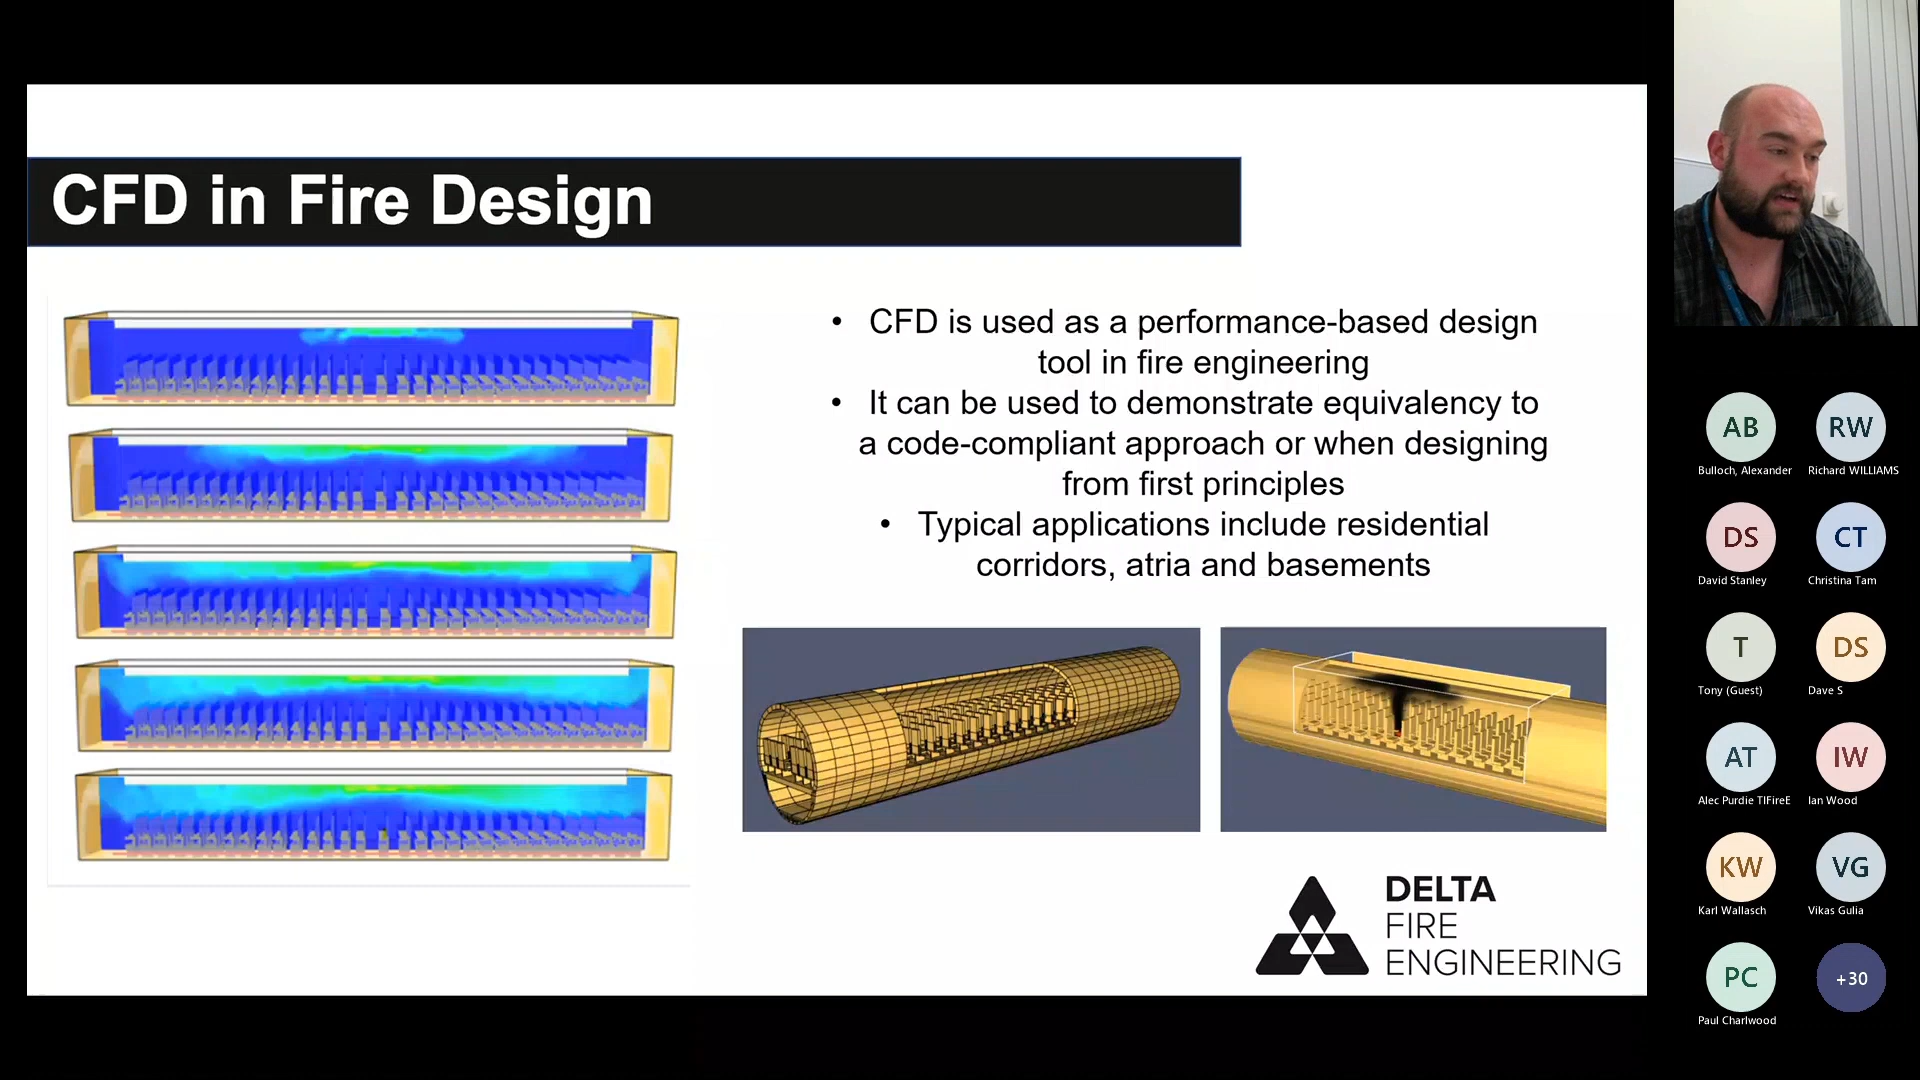 CFD in Fire Design
• CFD is used as a performance-based design
tool in fire engineering
• It can be used to demonstrate equivalency to
a code-compliant approach or when designing
from first principles
• Typical applications include residential
corridors, atria and basements
DELTA
FIRE
ENGINEERING
AB
Bulloch, Alexander
RW
Richard WILLIAMS
DS
David Stanley
CT
Christina Tam
T
Tony (Guest)
DS
Dave S
AT
Alec Purdie TIFireE
IW
Ian Wood
KW
Karl Wallasch
VG
Vikas Gulia
PC
Paul Charlwood
+30